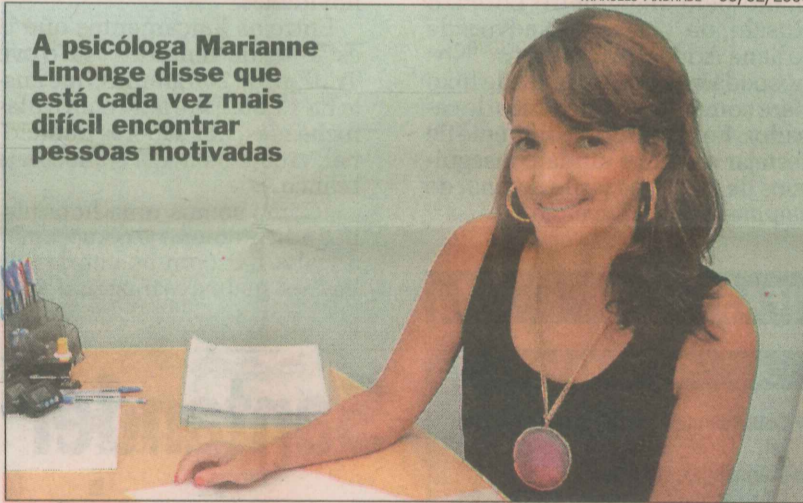 A psicóloga Marianne
Limonge disse que
está cada vez mais
difícil encontrar
pessoas motivadas